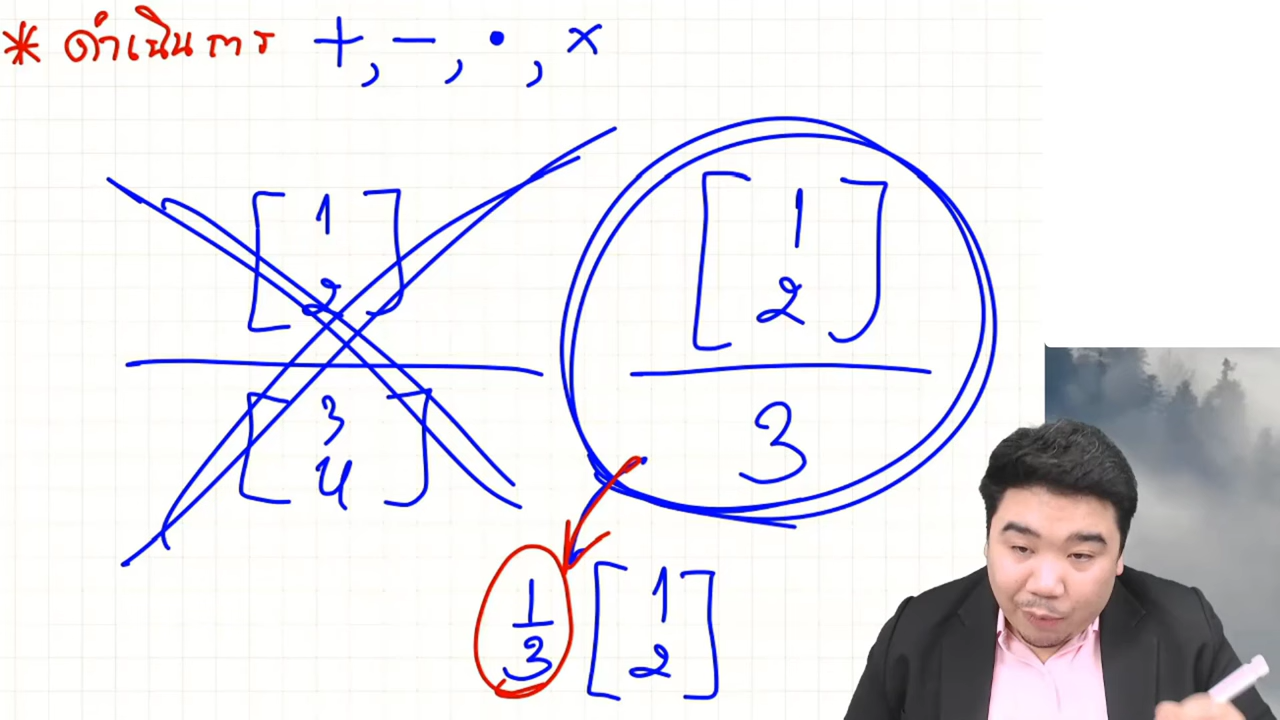 * ดำเนินการ +, -, •, ×
[1 2] / [3 4]
[1 2] / 3
1/3 [1 2]